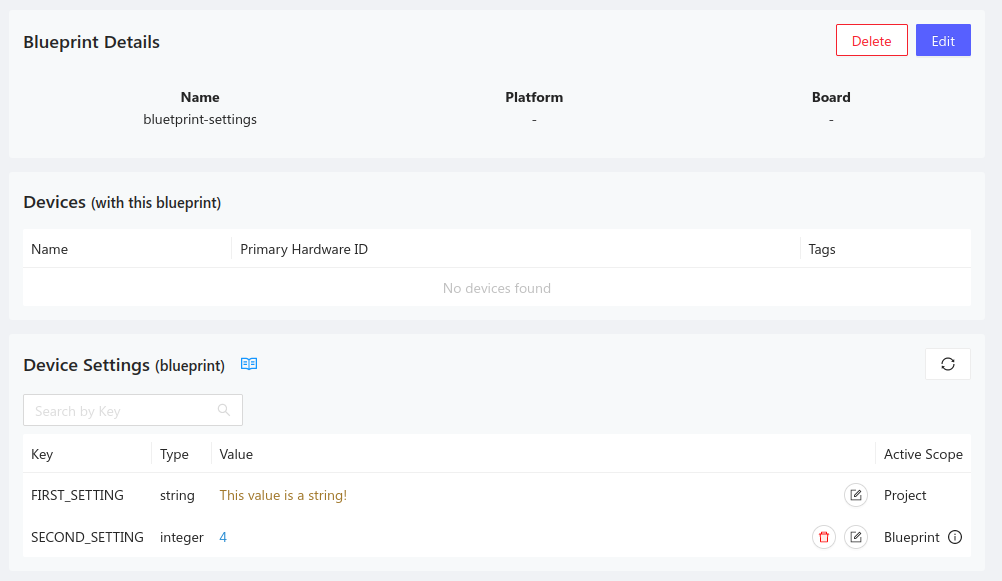 Blueprint Details
Delete Edit
Name Platform Board
bluetprint-settings - -
Devices (with this blueprint)
Name Primary Hardware ID Tags
No devices found
Device Settings (blueprint)
Search by Key
Key Type Value Active Scope
FIRST_SETTING string This value is a string! Project
SECOND_SETTING integer 4 Blueprint